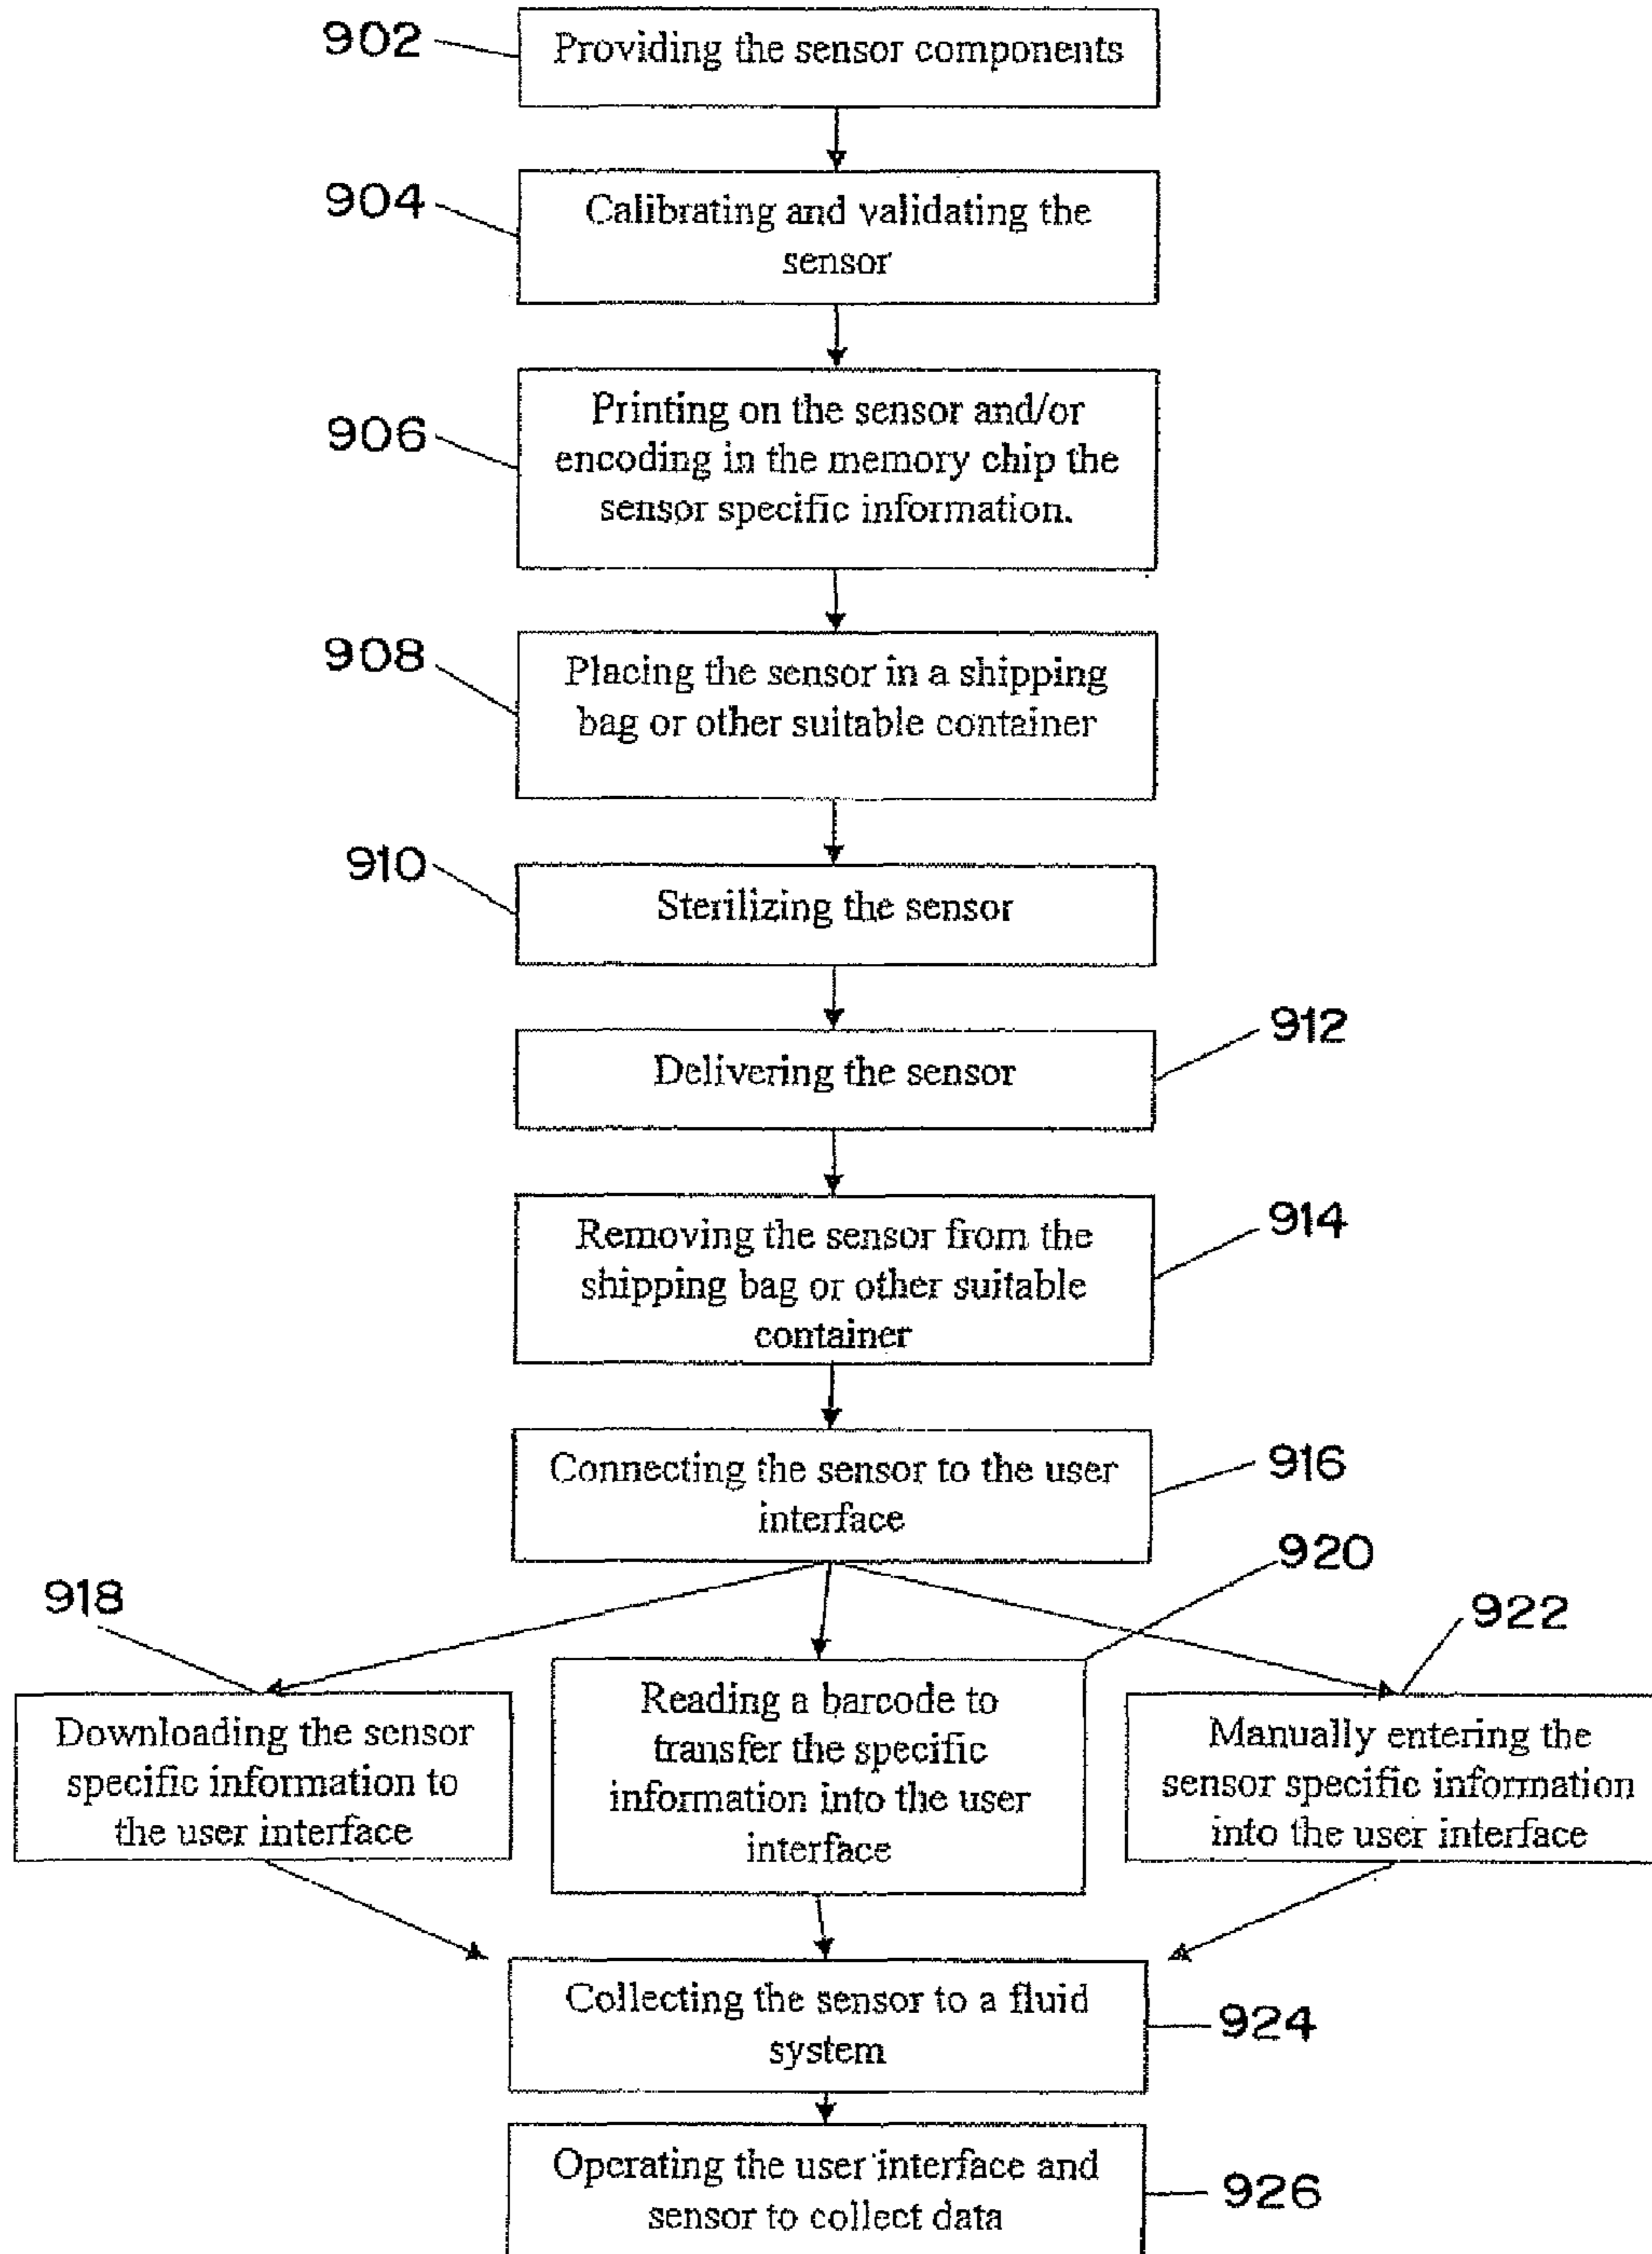 902
Providing the sensor components
904
Calibrating and validating the
sensor
906
Printing on the sensor and/or
encoding in the memory chip the
sensor specific information.
908
Placing the sensor in a shipping
bag or other suitable container
910
Sterilizing the sensor
912
Delivering the sensor
914
Removing the sensor from the
shipping bag or other suitable
container
916
Connecting the sensor to the user
interface
918
Downloading the sensor
specific information to
the user interface
920
Reading a barcode to
transfer the specific
information into the user
interface
922
Manually entering the
sensor specific information
into the user interface
924
Collecting the sensor to a fluid
system
926
Operating the user interface and
sensor to collect data